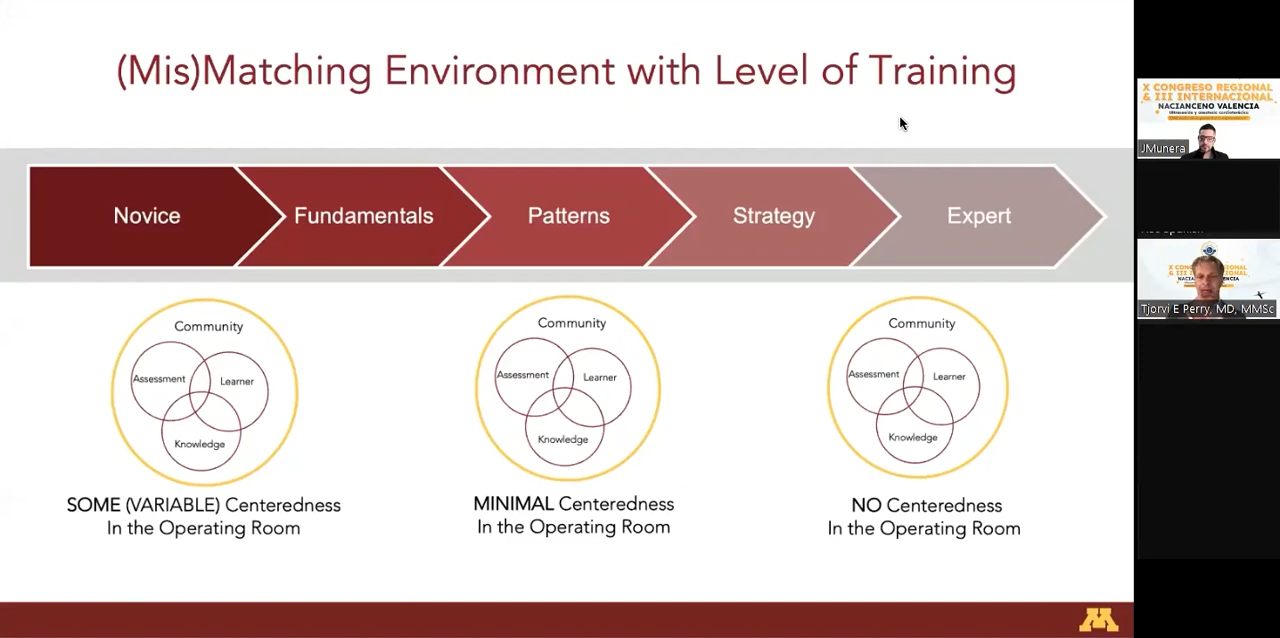 (Mis)Matching Environment with Level of Training
Novice
Fundamentals
Patterns
Strategy
Expert
Community
Assessment
Learner
Knowledge
SOME (VARIABLE) Centeredness
In the Operating Room
Community
Assessment
Learner
Knowledge
MINIMAL Centeredness
In the Operating Room
Community
Assessment
Learner
Knowledge
NO Centeredness
In the Operating Room
X CONGRESO REGIONAL
& III INTERNACIONAL
NACIANCENO VALENCIA
JMunera
Tjorvi E Perry, MD, MMSc